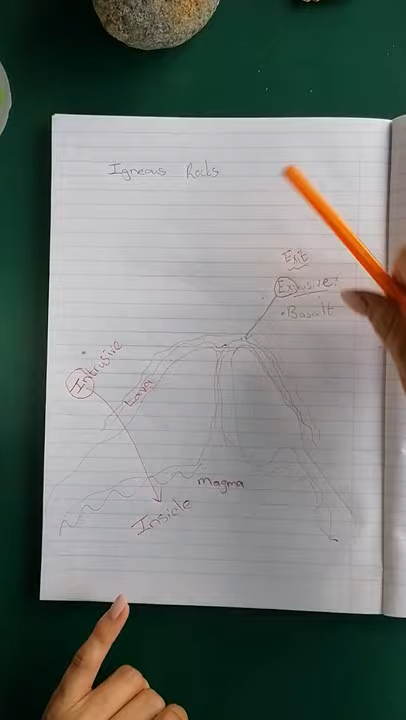 Igneous Rocks
Exit
Extrusive:
• Basalt
Intrusive
Lava
Magma
Inside